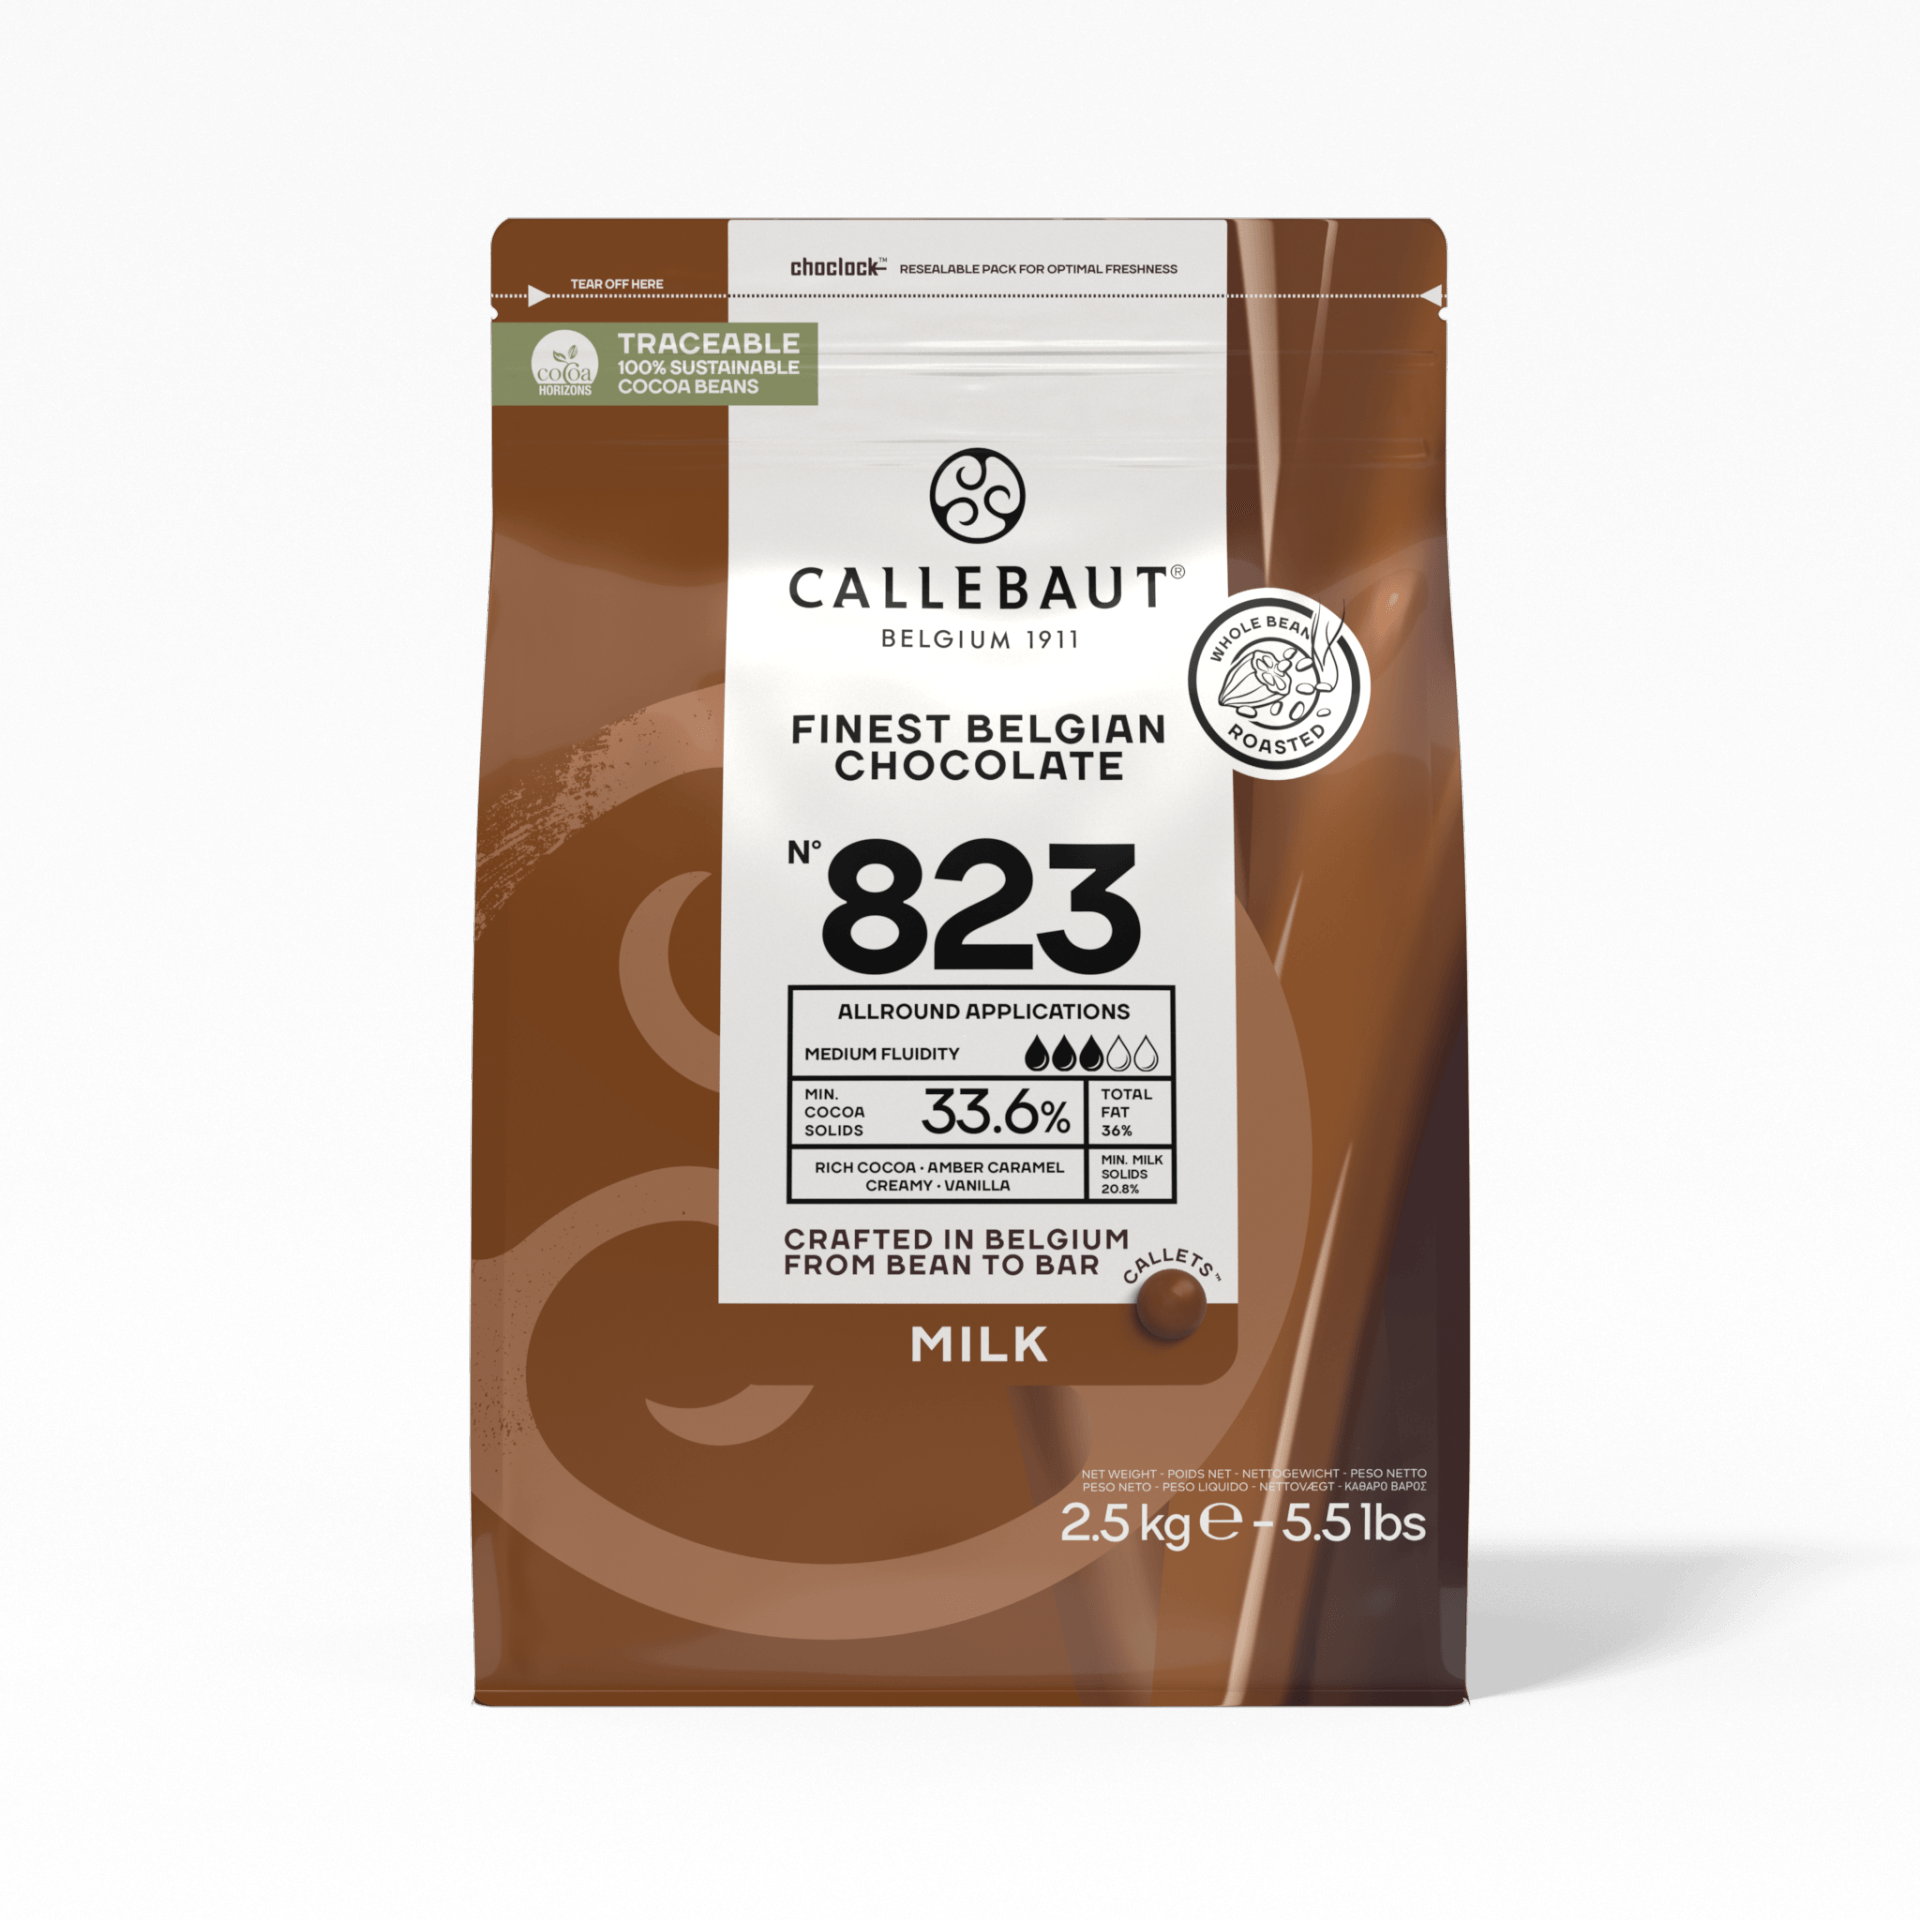 choclock™ RESEALABLE PACK FOR OPTIMAL FRESHNESS
TEAR OFF HERE
cocoa
HORIZONS
TRACEABLE
100% SUSTAINABLE
COCOA BEANS
CALLEBAUT®
BELGIUM 1911
WHOLE BEAN
ROASTED
FINEST BELGIAN
CHOCOLATE
N° 823
ALLROUND APPLICATIONS
MEDIUM FLUIDITY
MIN.
COCOA
SOLIDS
33.6%
TOTAL
FAT
36%
RICH COCOA · AMBER CARAMEL
CREAMY · VANILLA
MIN. MILK
SOLIDS
20.8%
CRAFTED IN BELGIUM
FROM BEAN TO BAR
CALLETS™
MILK
NET WEIGHT - POIDS NET - NETTOGEWICHT - PESO NETTO
PESO NETO - PESO LIQUIDO - NETTOVÆGT - ΚΑΘΑΡΟ ΒΑΡΟΣ
2.5 kg ℮ - 5.5 lbs